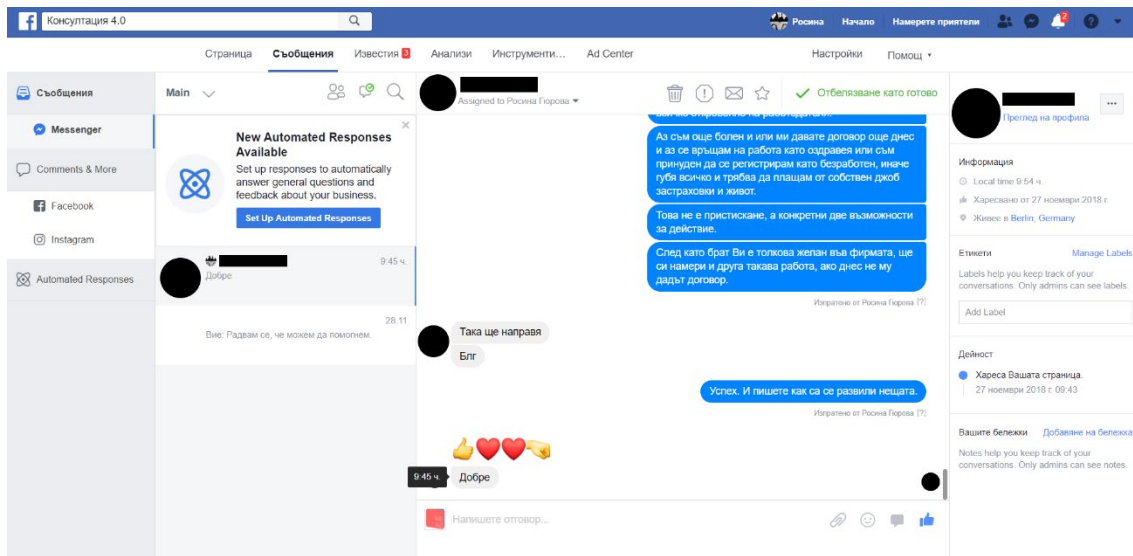 Консултация 4.0
Росина
Начало
Намерете приятели
2
Страница
Съобщения
Известия 3
Анализи
Инструменти...
Ad Center
Настройки
Помощ
Съобщения
Messenger
Comments & More
Facebook
Instagram
Automated Responses
Main
New Automated Responses
Available
Set up responses to automatically
answer general questions and
feedback about your business.
Set Up Automated Responses
9:45 ч.
Добре
28.11
Вие: Радвам се, че можем да помогнем.
Assigned to Росина Гюрова
Отбелязване като готово
Аз съм още болен и или ми давате договор още днес
и аз се връщам на работа като оздравея или съм
принуден да се регистрирам като безработен, иначе
губя всичко и трябва да плащам от собствен джоб
застраховки и живот.
Това не е пристискане, а конкретни две възможности
за действие.
След като брат Ви е толкова желан във фирмата, ще
си намери и друга такава работа, ако днес не му
дадът договор.
Изпратено от Росина Гюрова [?]
Така ще направя
Блг
Успех. И пишете как са се развили нещата.
Изпратено от Росина Гюрова [?]
9:45 ч.
Добре
Напишете отговор...
Преглед на профила
Информация
Local time 9:54 ч.
Харесвано от 27 ноември 2018 г.
Живее в Berlin, Germany
Етикети
Manage Labels
Labels help you keep track of your
conversations. Only admins can see labels.
Add Label
Дейност
Хареса Вашата страница.
27 ноември 2018 г. 09:43
Вашите бележки
Добавяне на бележка
Notes help you keep track of your
conversations. Only admins can see notes.